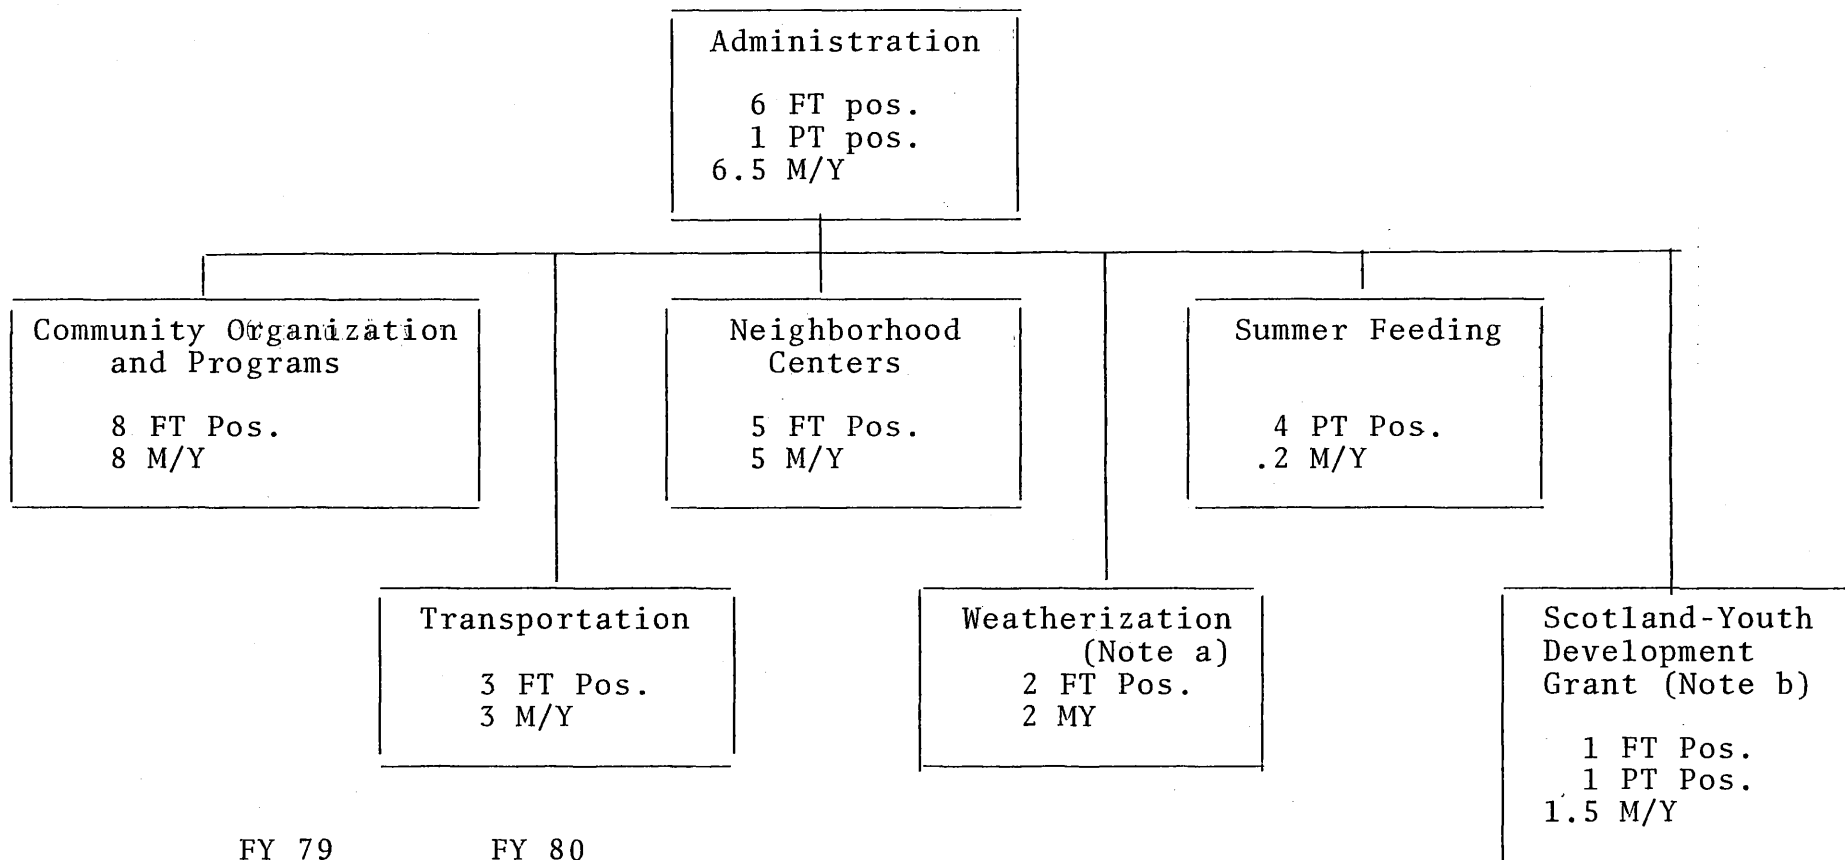 Administration
6 FT pos.
1 PT pos.
6.5 M/Y
Community Organization
and Programs
8 FT Pos.
8 M/Y
Neighborhood
Centers
5 FT Pos.
5 M/Y
Summer Feeding
4 PT Pos.
.2 M/Y
Transportation
3 FT Pos.
3 M/Y
Weatherization
(Note a)
2 FT Pos.
2 MY
Scotland-Youth
Development
Grant (Note b)
1 FT Pos.
1 PT Pos.
1.5 M/Y
FY 79 FY 80